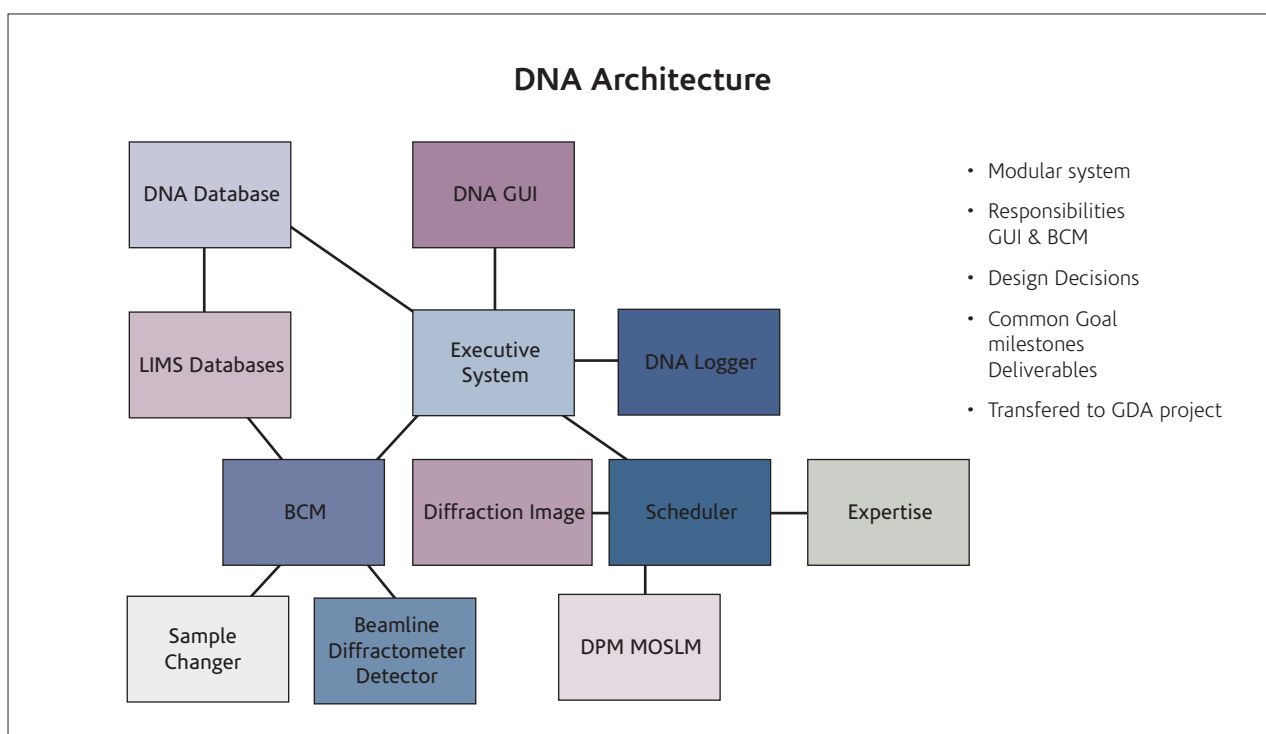 DNA Architecture
DNA Database
DNA GUI
LIMS Databases
Executive
System
DNA Logger
BCM
Diffraction Image
Scheduler
Expertise
Sample
Changer
Beamline
Diffractometer
Detector
DPM MOSLM
• Modular system
• Responsibilities
GUI & BCM
• Design Decisions
• Common Goal
milestones
Deliverables
• Transfered to GDA project